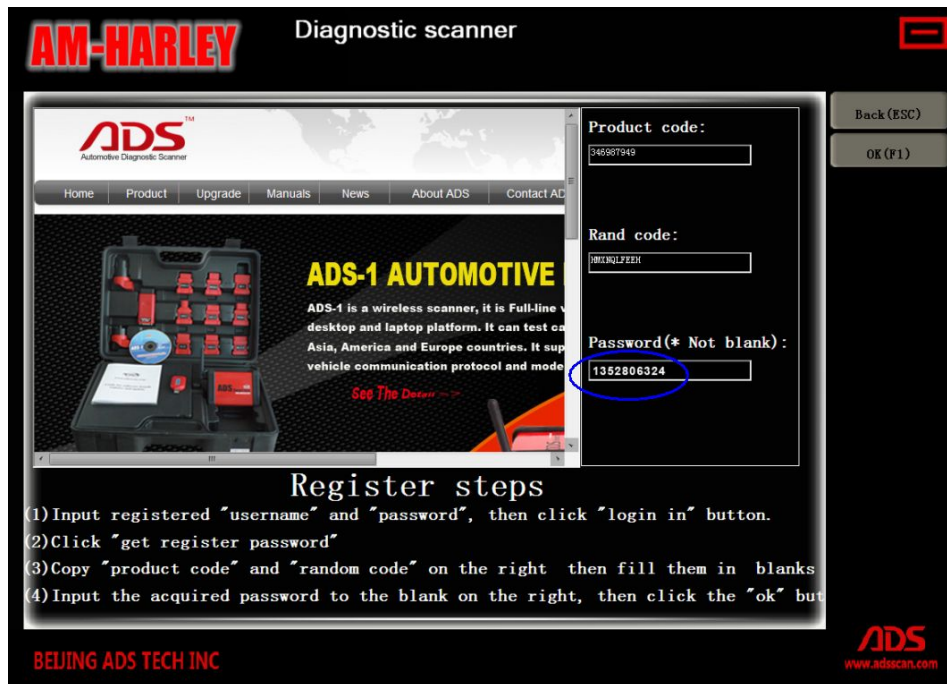 AM-HARLEY
Diagnostic scanner
Back(ESC)
OK(F1)
ADS™
Automotive Diagnostic Scanner
Home Product Upgrade Manuals News About ADS Contact AD
ADS-1 AUTOMOTIVE
ADS-1 is a wireless scanner, it is Full-line
desktop and laptop platform. It can test ca
Asia, America and Europe countries. It sup
vehicle communication protocol and mode
See The Detail
ADS
Product code:
346987949
Rand code:
Password(* Not blank):
1352806324
Register steps
(1)Input registered "username" and "password", then click "login in" button.
(2)Click "get register password"
(3)Copy "product code" and "random code" on the right then fill them in blanks
(4)Input the acquired password to the blank on the right, then click the "ok" but
BEIJING ADS TECH INC
ADS
www.adsscan.com